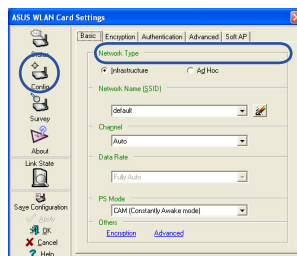 ASUS WLAN Card Settings
Status
Config
Survey
About
Link State
Save Configuration
Apply
OK
Cancel
Help
Basic Encryption Authentication Advanced Soft AP
Network Type
Infrastructure Ad Hoc
Network Name (SSID)
default
Channel
Auto
Data Rate
Fully Auto
PS Mode
CAM (Constantly Awake mode)
Others
Encryption Advanced